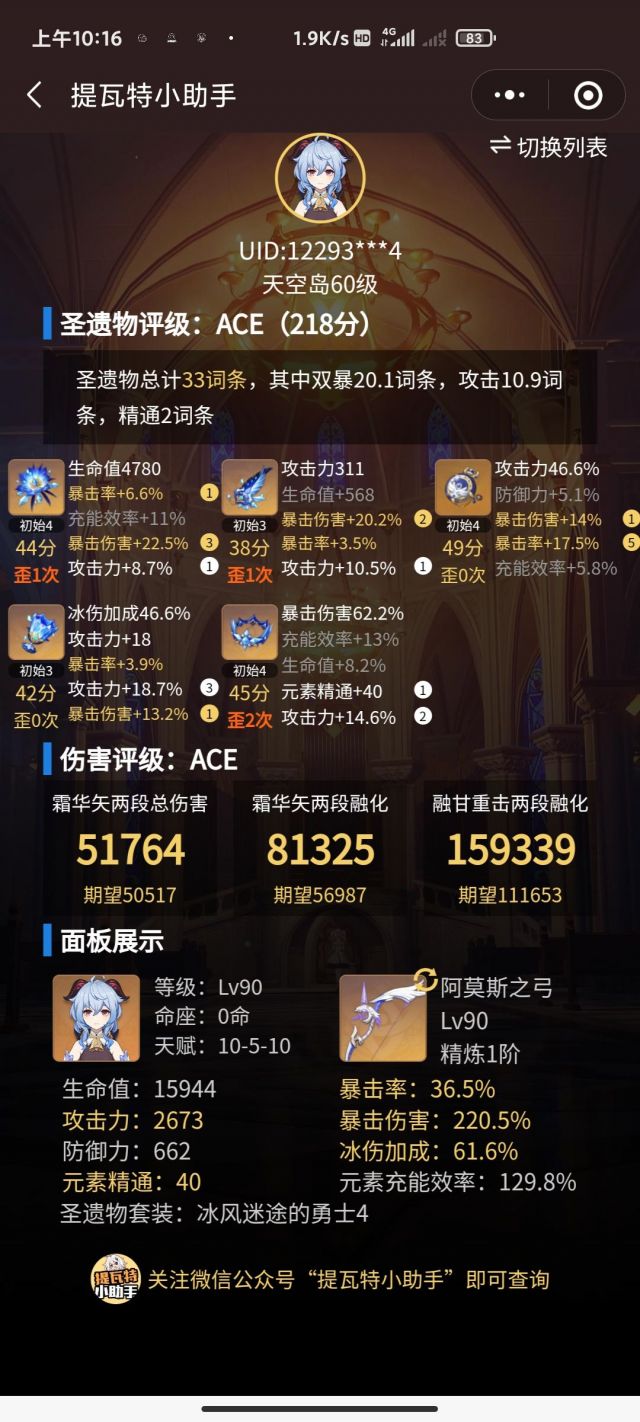 上午10:16
1.9K/s HD 4G 83
提瓦特小助手
切换列表
UID:12293***4
天空岛60级
圣遗物评级：ACE（218分）
圣遗物总计33词条，其中双暴20.1词条，攻击10.9词
条，精通2词条
生命值4780
暴击率+6.6% 1
充能效率+11%
暴击伤害+22.5% 3
攻击力+8.7% 1
初始4
44分
歪1次
攻击力311
生命值+568
暴击伤害+20.2% 2
暴击率+3.5%
攻击力+10.5% 1
初始3
38分
歪1次
攻击力46.6%
防御力+5.1%
暴击伤害+14% 1
暴击率+17.5% 5
充能效率+5.8%
初始4
49分
歪0次
冰伤加成46.6%
攻击力+18
暴击率+3.9%
攻击力+18.7% 3
暴击伤害+13.2% 1
初始3
42分
歪0次
暴击伤害62.2%
充能效率+13%
生命值+8.2%
元素精通+40 1
攻击力+14.6% 2
初始4
45分
歪2次
伤害评级：ACE
霜华矢两段总伤害 霜华矢两段融化 融甘重击两段融化
51764 81325 159339
期望50517 期望56987 期望111653
面板展示
等级：Lv90
命座：0命
天赋：10-5-10
阿莫斯之弓
Lv90
精炼1阶
生命值：15944 暴击率：36.5%
攻击力：2673 暴击伤害：220.5%
防御力：662 冰伤加成：61.6%
元素精通：40 元素充能效率：129.8%
圣遗物套装：冰风迷途的勇士4
提瓦特
小助手
关注微信公众号“提瓦特小助手”即可查询